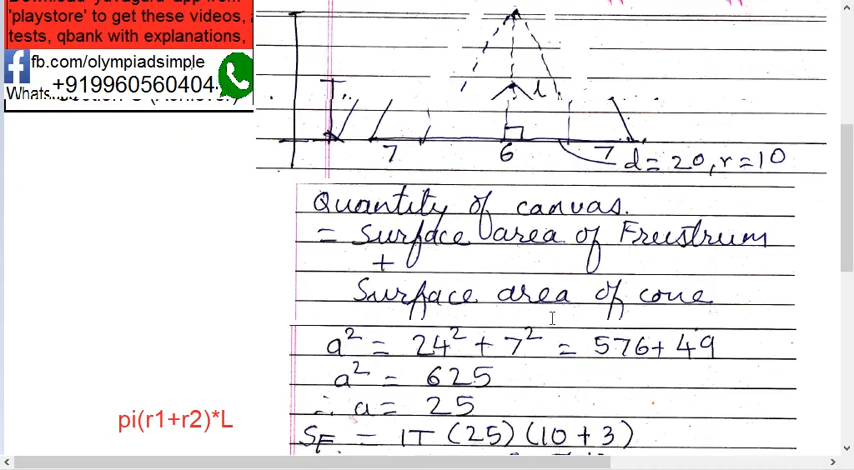 'playstore' to get these videos,
tests, qbank with explanations,
fb.com/olympiadsimple
+919960560404
l
7
6
7
d=20, r=10
Quantity of canvas.
= Surface area of Frustrum
+
Surface area of cone
a² = 24² + 7² = 576+49
a² = 625
∴ a = 25
pi(r1+r2)*L
SF = π (25) (10+3)